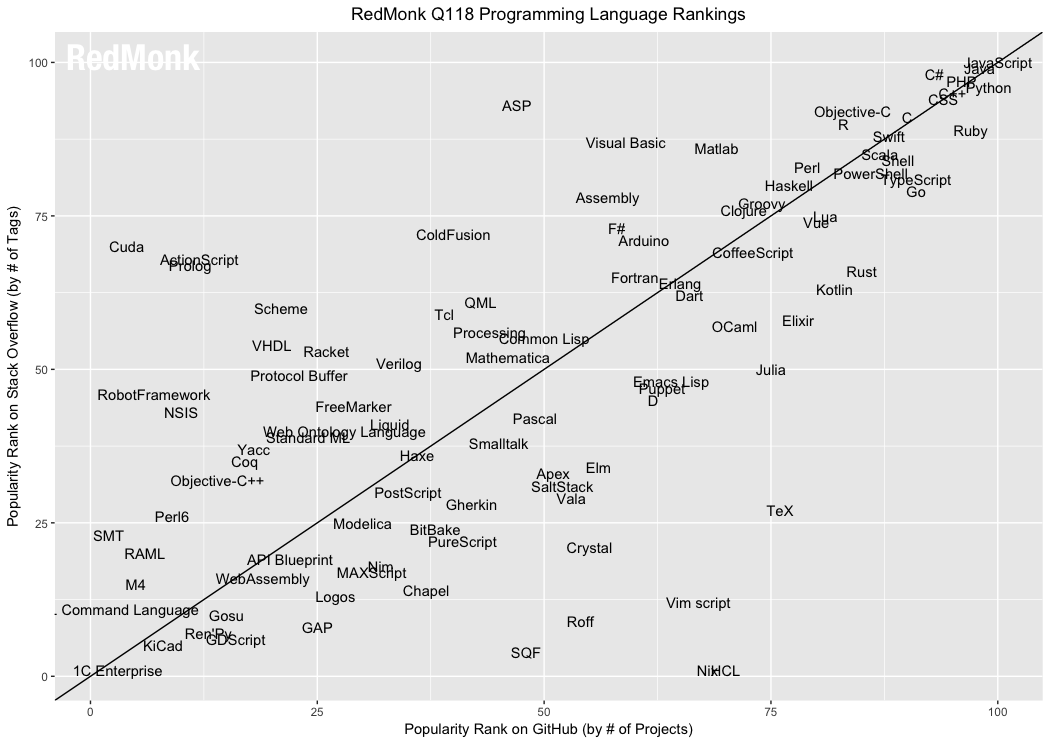 RedMonk Q118 Programming Language Rankings
RedMonk
Popularity Rank on Stack Overflow (by # of Tags)
100
75
50
25
0
JavaScript
Java
C#
PHP
Python
C++
CSS
ASP
Objective-C
C
R
Ruby
Swift
Visual Basic
Matlab
Scala
Shell
Perl
PowerShell
TypeScript
Haskell
Go
Assembly
Groovy
Clojure
Lua
Vue
F#
ColdFusion
Arduino
Cuda
CoffeeScript
ActionScript
Prolog
Rust
Fortran
Erlang
Kotlin
Dart
QML
Scheme
Tcl
Elixir
OCaml
Processing
Common Lisp
VHDL
Racket
Mathematica
Verilog
Julia
Protocol Buffer
Emacs Lisp
Puppet
RobotFramework
D
FreeMarker
NSIS
Pascal
Liquid
Web Ontology Language
Standard ML
Smalltalk
Yacc
Haxe
Coq
Elm
Apex
Objective-C++
SaltStack
PostScript
Vala
Gherkin
TeX
Perl6
Modelica
BitBake
SMT
PureScript
Crystal
RAML
API Blueprint
Nim
MAXScript
WebAssembly
M4
Chapel
Logos
Vim script
Command Language
Gosu
Roff
GAP
Ren'Py
GDScript
KiCad
SQF
1C Enterprise
HCL
0
25
50
75
100
Popularity Rank on GitHub (by # of Projects)